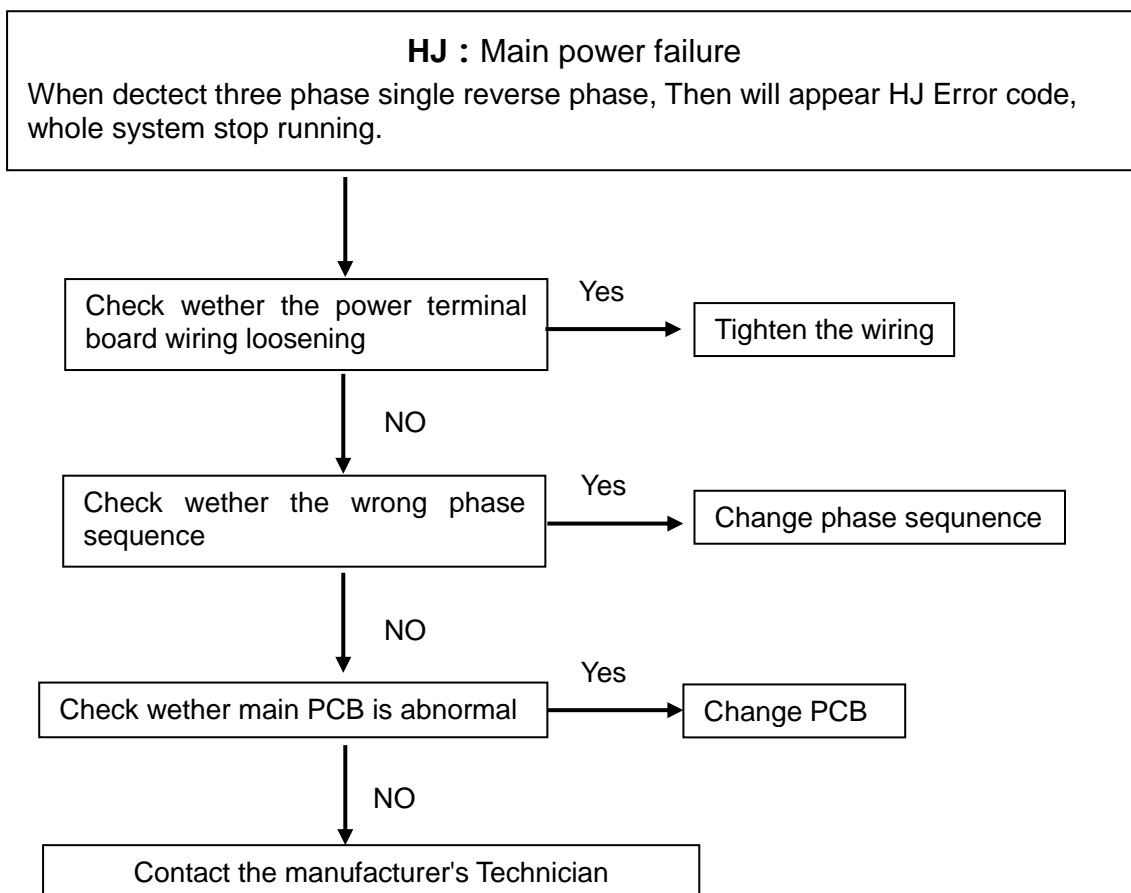 HJ：Main power failure
When dectect three phase single reverse phase, Then will appear HJ Error code,
whole system stop running.
Check wether the power terminal
board wiring loosening
Yes
Tighten the wiring
NO
Check wether the wrong phase
sequence
Yes
Change phase sequnence
NO
Check wether main PCB is abnormal
Yes
Change PCB
NO
Contact the manufacturer's Technician